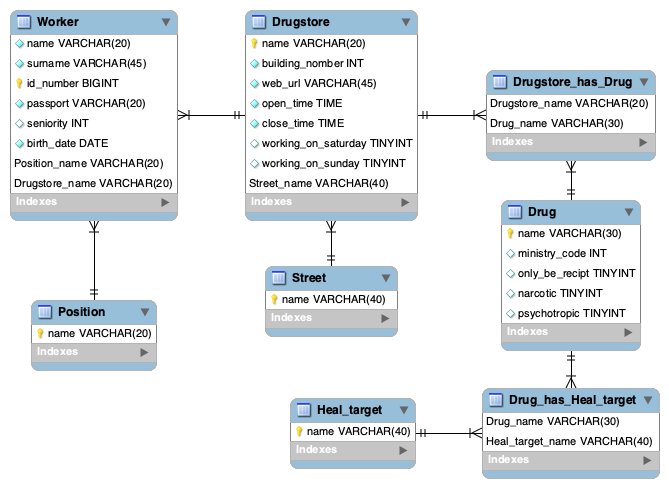 Worker
name VARCHAR(20)
surname VARCHAR(45)
id_number BIGINT
passport VARCHAR(20)
seniority INT
birth_date DATE
Position_name VARCHAR(20)
Drugstore_name VARCHAR(20)
Indexes
Drugstore
name VARCHAR(20)
building_nomber INT
web_url VARCHAR(45)
open_time TIME
close_time TIME
working_on_saturday TINYINT
working_on_sunday TINYINT
Street_name VARCHAR(40)
Indexes
Drugstore_has_Drug
Drugstore_name VARCHAR(20)
Drug_name VARCHAR(30)
Indexes
Drug
name VARCHAR(30)
ministry_code INT
only_be_recipt TINYINT
narcotic TINYINT
psychotropic TINYINT
Indexes
Street
name VARCHAR(40)
Indexes
Position
name VARCHAR(20)
Indexes
Heal_target
name VARCHAR(40)
Indexes
Drug_has_Heal_target
Drug_name VARCHAR(30)
Heal_target_name VARCHAR(40)
Indexes